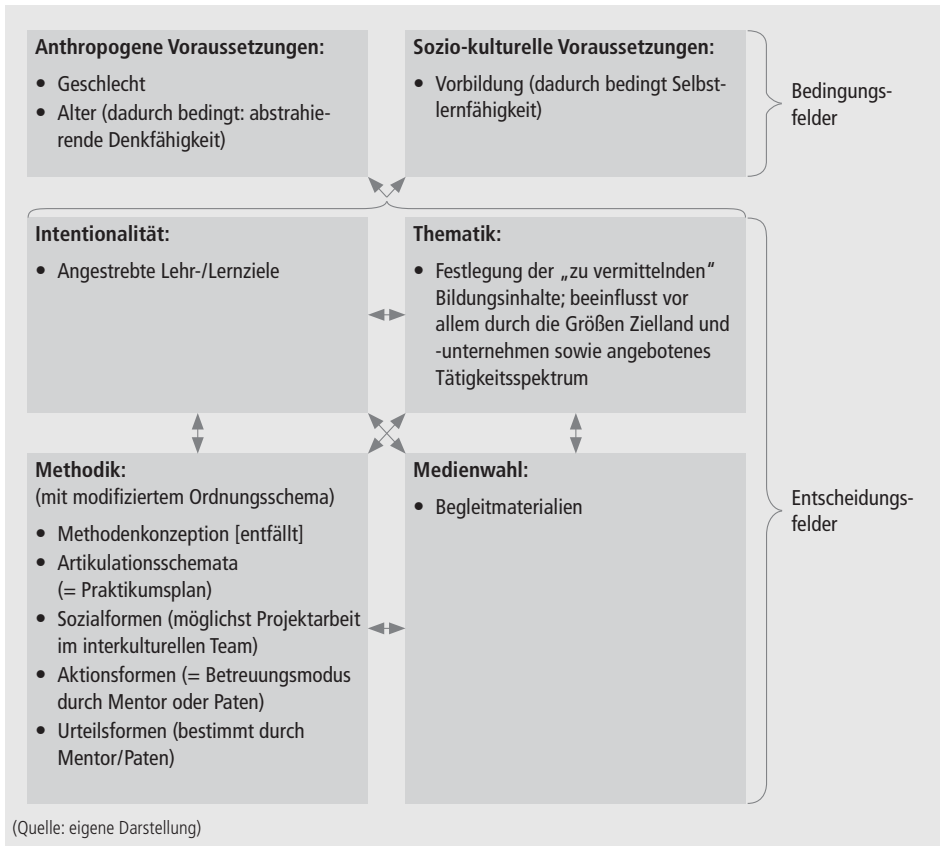 Anthropogene Voraussetzungen:
• Geschlecht
• Alter (dadurch bedingt: abstrahie-
rende Denkfähigkeit)
Sozio-kulturelle Voraussetzungen:
• Vorbildung (dadurch bedingt Selbst-
lernfähigkeit)
Bedingungs-
felder
Intentionalität:
• Angestrebte Lehr-/Lernziele
Thematik:
• Festlegung der „zu vermittelnden“
Bildungsinhalte; beeinflusst vor
allem durch die Größen Zielland und
-unternehmen sowie angebotenes
Tätigkeitsspektrum
Methodik:
(mit modifiziertem Ordnungsschema)
• Methodenkonzeption [entfällt]
• Artikulationsschemata
(= Praktikumsplan)
• Sozialformen (möglichst Projektarbeit
im interkulturellen Team)
• Aktionsformen (= Betreuungsmodus
durch Mentor oder Paten)
• Urteilsformen (bestimmt durch
Mentor/Paten)
Medienwahl:
• Begleitmaterialien
Entscheidungs-
felder
(Quelle: eigene Darstellung)